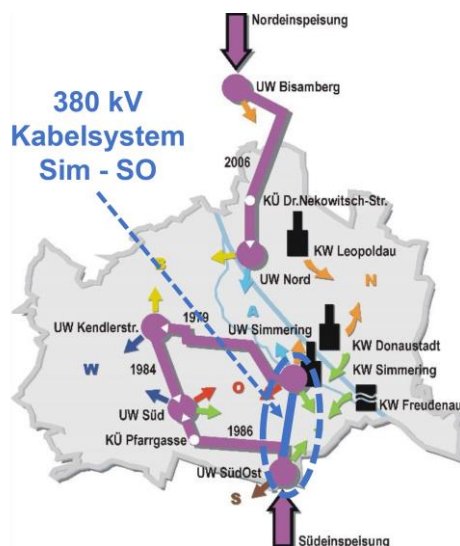 Nordeinspeisung
UW Bisamberg
380 kV
Kabelsystem
Sim - SO
2006
KÜ Dr.Nekowitsch-Str.
KW Leopoldau
UW Nord
N
B
1979
A
UW Kendlerstr.
UW Simmering
KW Donaustadt
KW Simmering
W
1984
O
KW Freudenau
UW Süd
KÜ Pfarrgasse
1986
UW SüdOst
S
Südeinspeisung